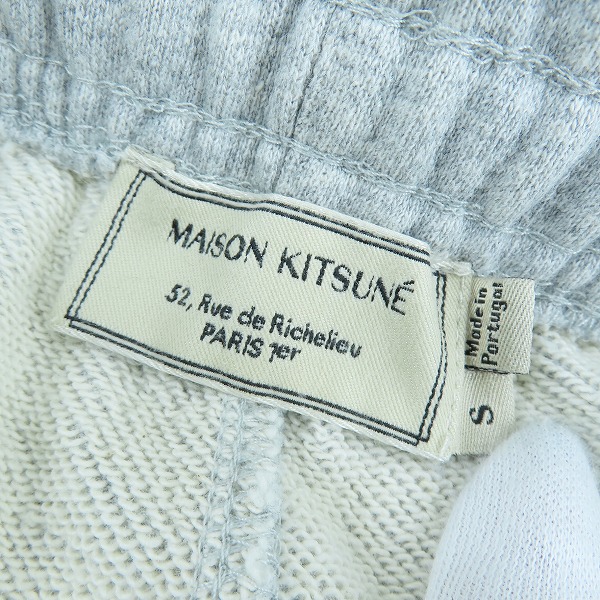 MAISON KITSUNÉ
52, Rue de Richelieu
PARIS 1er
Made in
Portugal
S